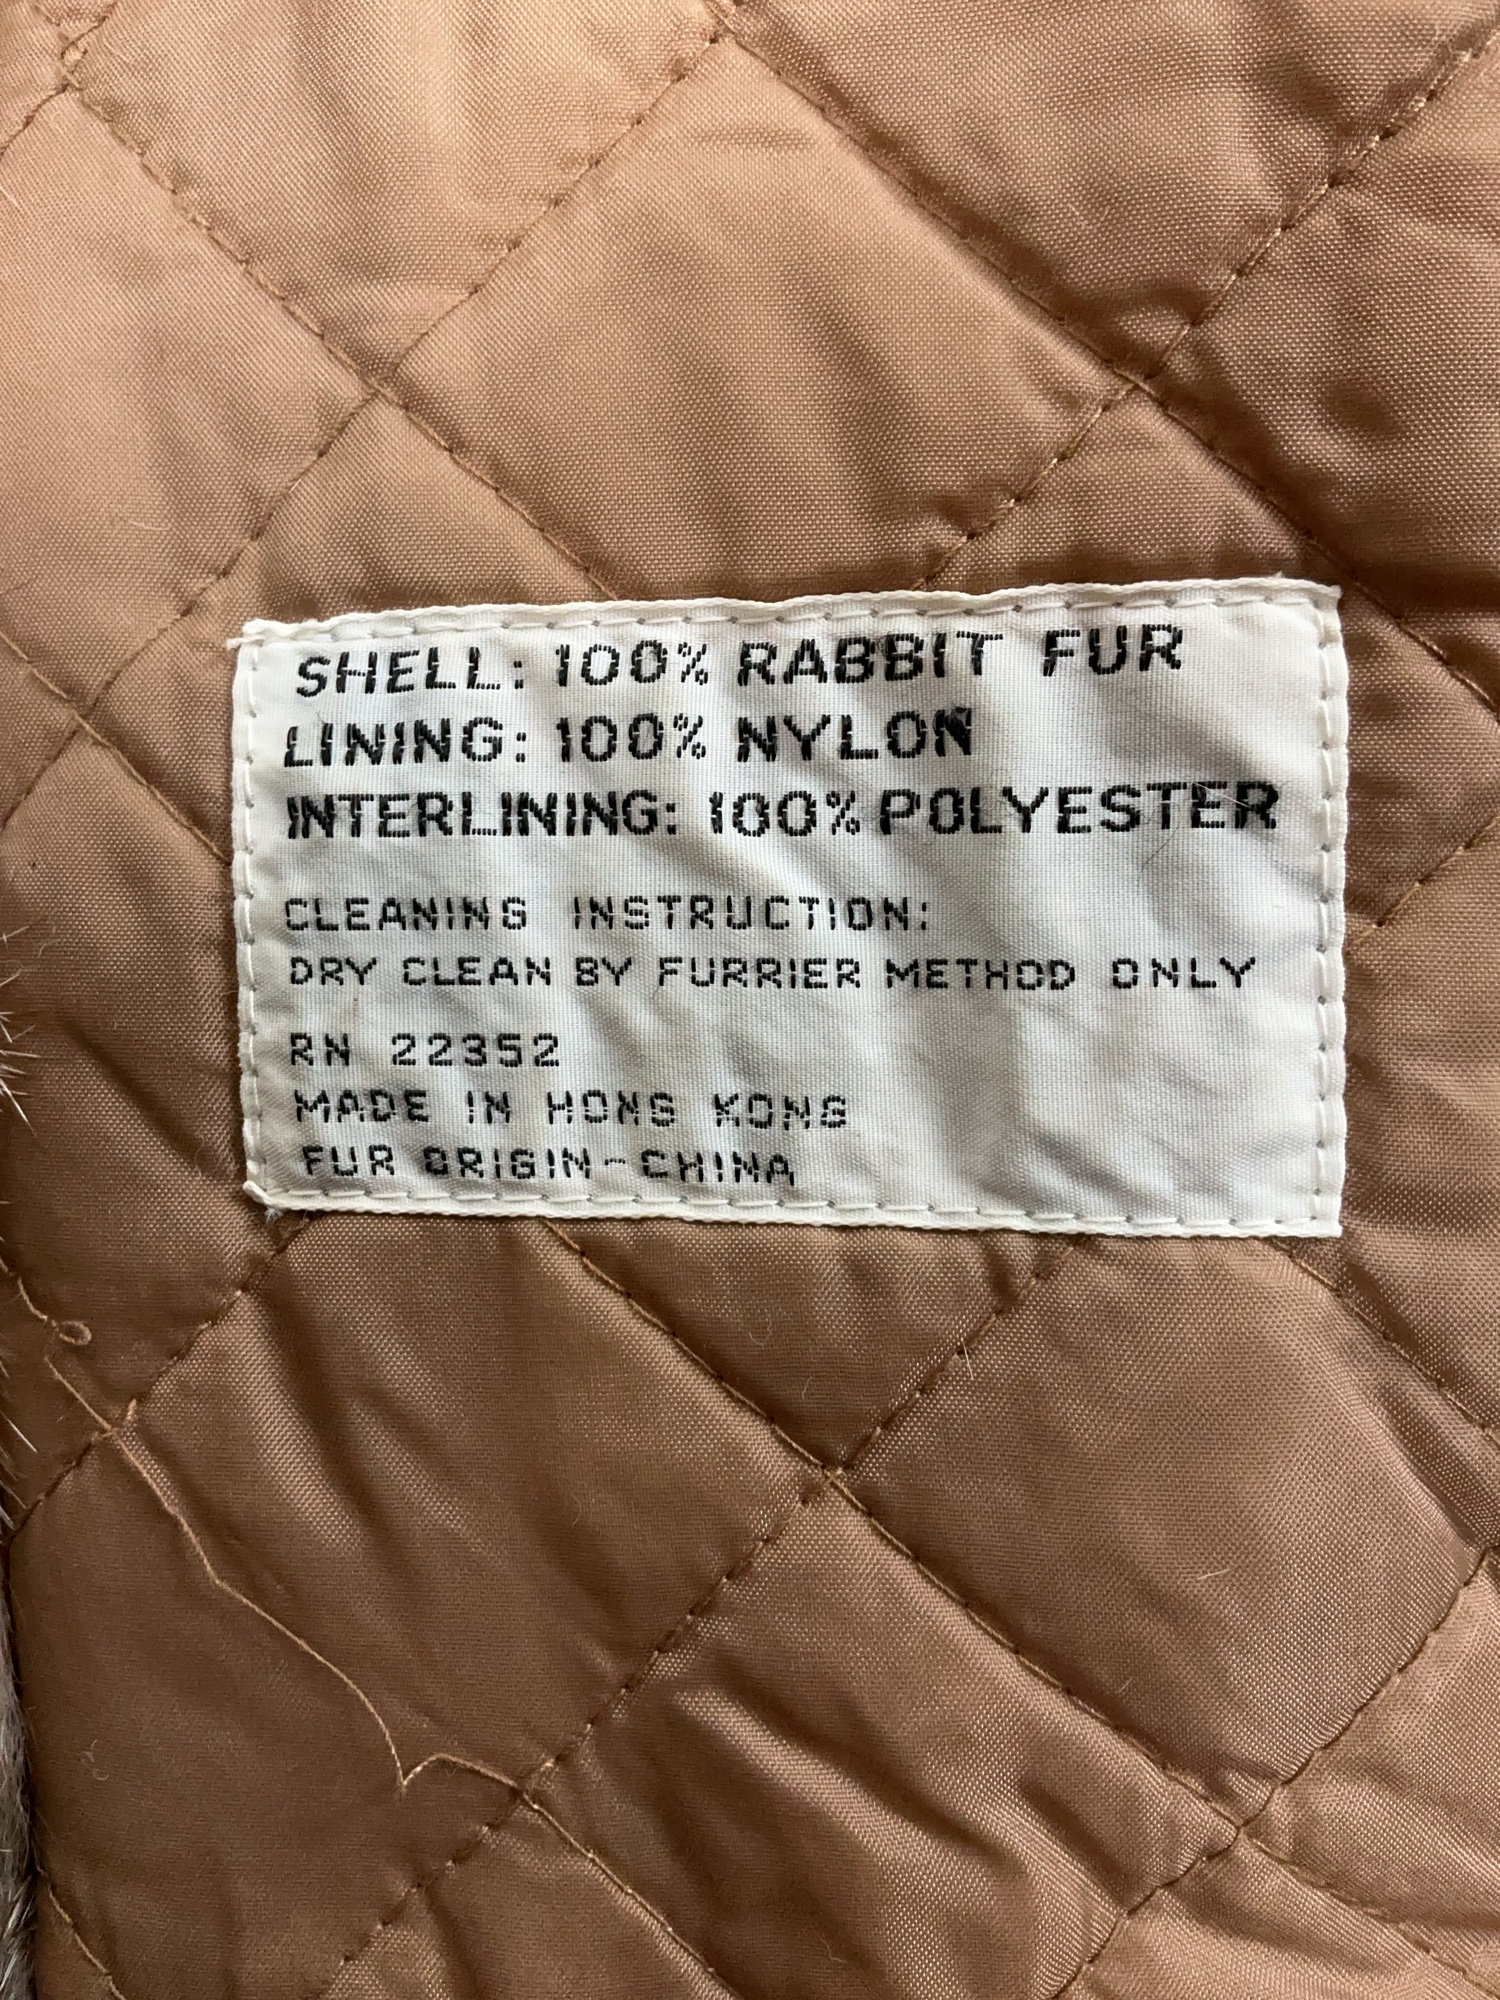 SHELL: 100% RABBIT FUR
LINING: 100% NYLON
INTERLINING: 100% POLYESTER
CLEANING INSTRUCTION:
DRY CLEAN BY FURRIER METHOD ONLY
RN 22352
MADE IN HONG KONG
FUR ORIGIN-CHINA